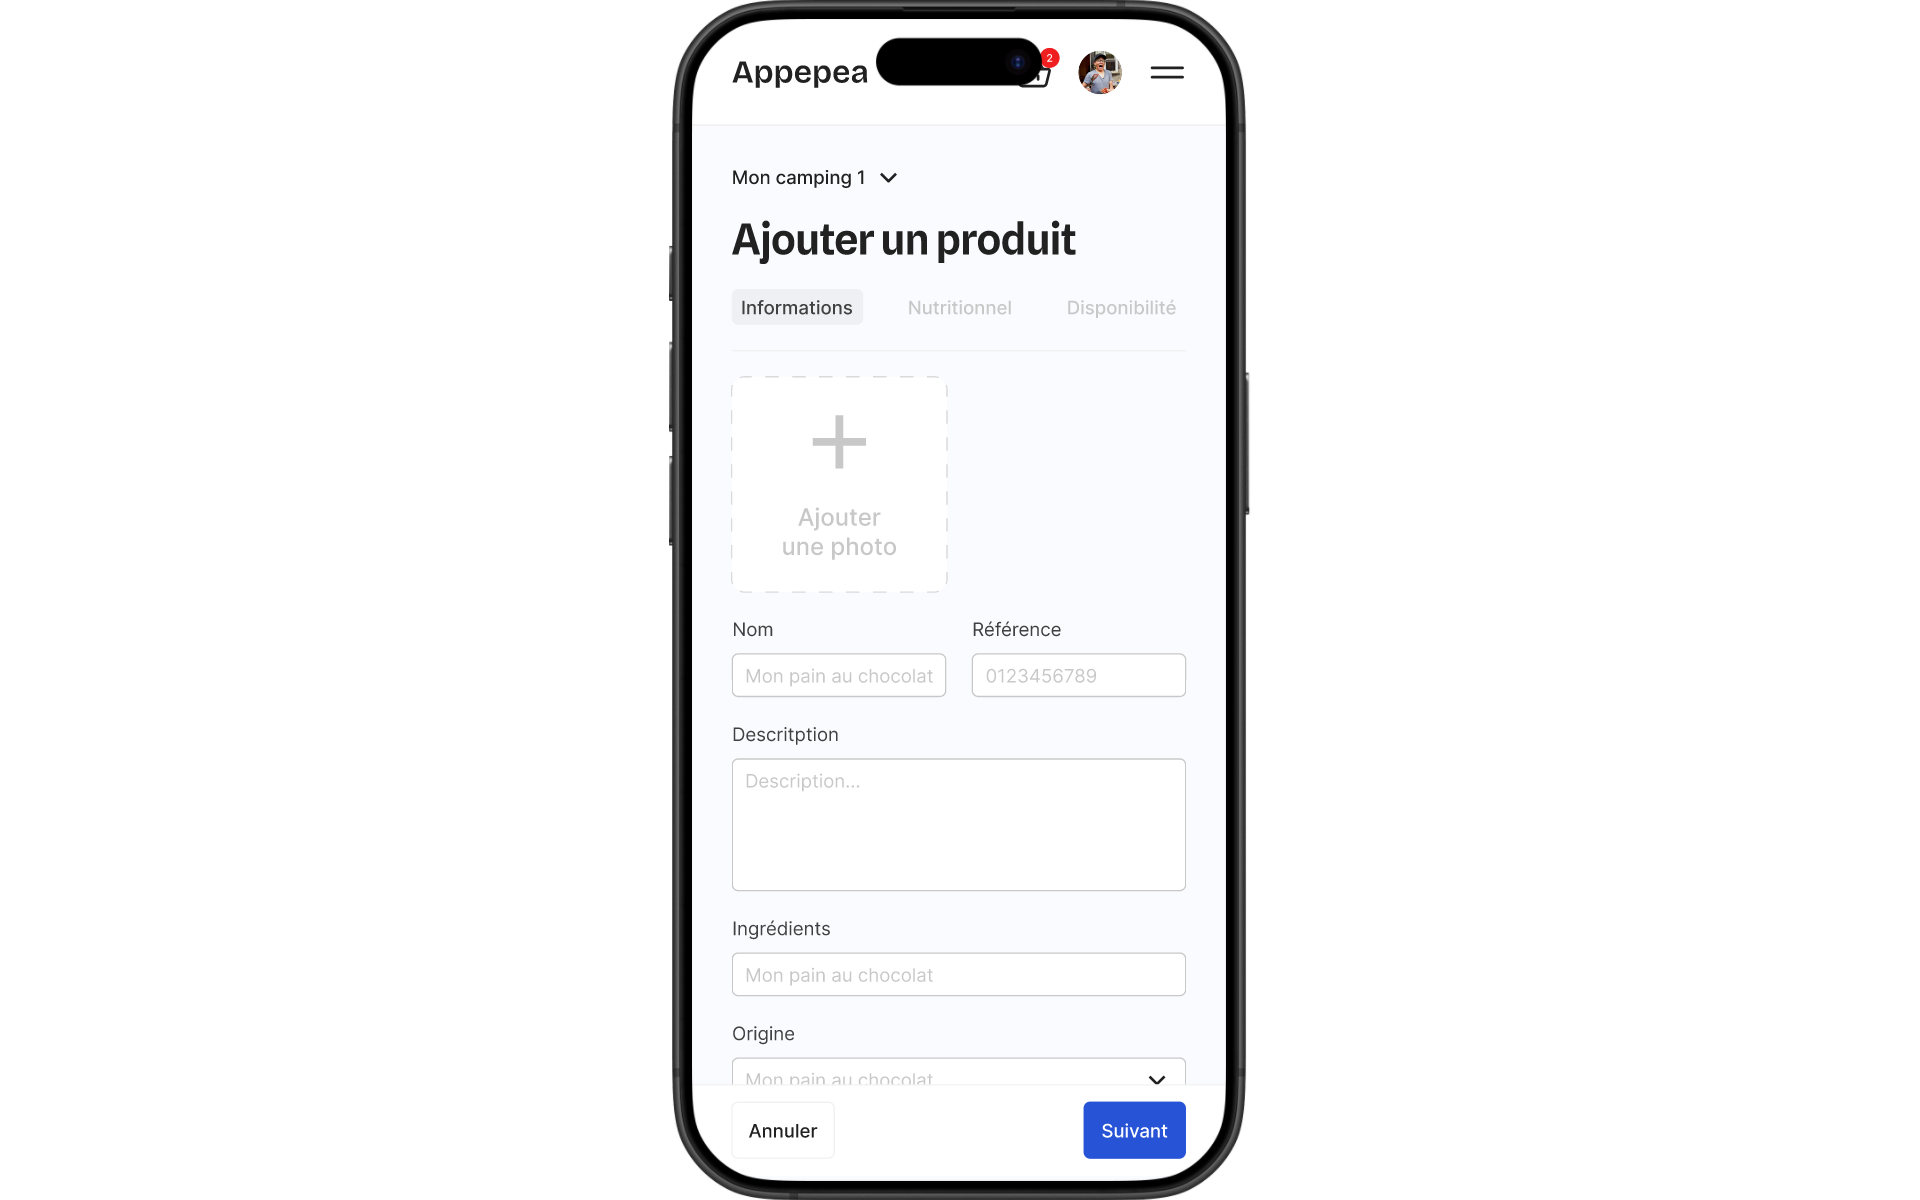 Appepea
2
Mon camping 1
Ajouter un produit
Informations Nutritionnel Disponibilité
Ajouter
une photo
Nom Référence
Mon pain au chocolat 0123456789
Descritption
Description...
Ingrédients
Mon pain au chocolat
Origine
Mon pain au chocolat
Annuler Suivant